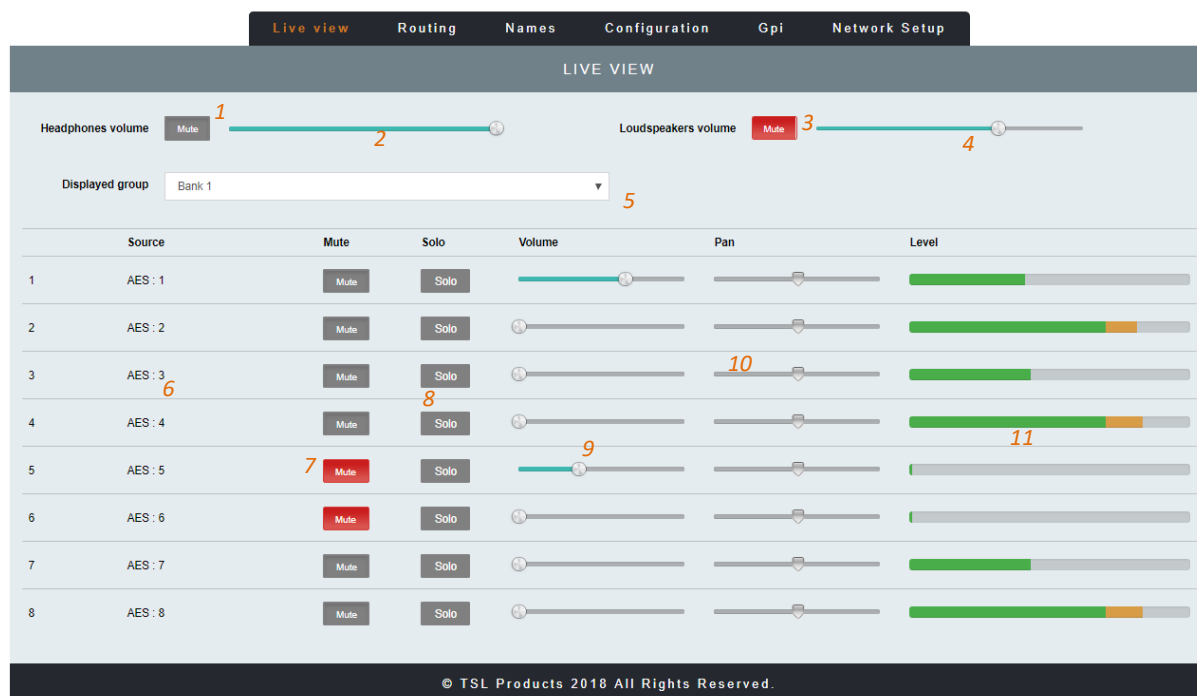 Live view Routing Names Configuration Gpi Network Setup
LIVE VIEW
Headphones volume Mute 1 2 Loudspeakers volume Mute 3 4
Displayed group Bank 1 ▼ 5
Source Mute Solo Volume Pan Level
1 AES : 1 Mute Solo
2 AES : 2 Mute Solo
3 AES : 3 6 Mute Solo 10
4 AES : 4 Mute 8 Solo 11
5 AES : 5 7 Mute Solo 9
6 AES : 6 Mute Solo
7 AES : 7 Mute Solo
8 AES : 8 Mute Solo
© TSL Products 2018 All Rights Reserved.